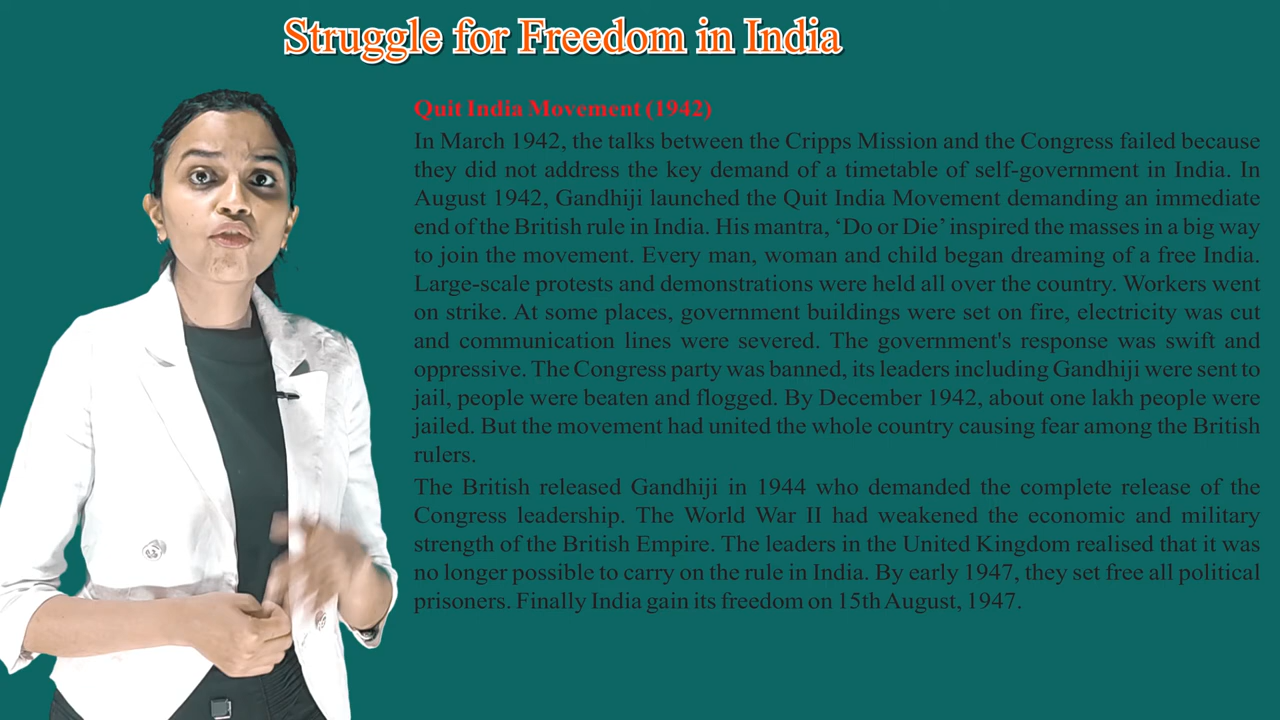 Struggle for Freedom in India
Quit India Movement (1942)
In March 1942, the talks between the Cripps Mission and the Congress failed because
they did not address the key demand of a timetable of self-government in India. In
August 1942, Gandhiji launched the Quit India Movement demanding an immediate
end of the British rule in India. His mantra, ‘Do or Die’ inspired the masses in a big way
to join the movement. Every man, woman and child began dreaming of a free India.
Large-scale protests and demonstrations were held all over the country. Workers went
on strike. At some places, government buildings were set on fire, electricity was cut
and communication lines were severed. The government's response was swift and
oppressive. The Congress party was banned, its leaders including Gandhiji were sent to
jail, people were beaten and flogged. By December 1942, about one lakh people were
jailed. But the movement had united the whole country causing fear among the British
rulers.
The British released Gandhiji in 1944 who demanded the complete release of the
Congress leadership. The World War II had weakened the economic and military
strength of the British Empire. The leaders in the United Kingdom realised that it was
no longer possible to carry on the rule in India. By early 1947, they set free all political
prisoners. Finally India gain its freedom on 15th August, 1947.